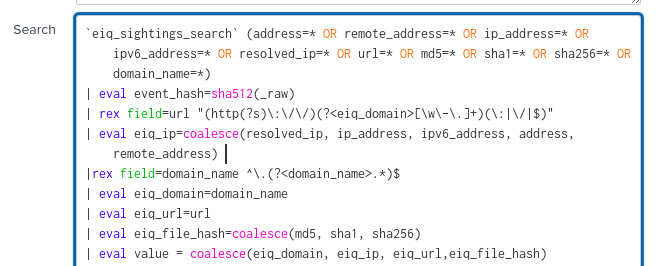 Search
`eiq_sightings_search` (address=* OR remote_address=* OR ip_address=* OR
ipv6_address=* OR resolved_ip=* OR url=* OR md5=* OR sha1=* OR sha256=* OR
domain_name=*)
| eval event_hash=sha512(_raw)
| rex field=url "(http(?s)\:\/\/)(?<eiq_domain>[\w\-\.]+)(\:|\/|$)"
| eval eiq_ip=coalesce(resolved_ip, ip_address, ipv6_address, address,
remote_address)
|rex field=domain_name ^\.(?<domain_name>.*)$
| eval eiq_domain=domain_name
| eval eiq_url=url
| eval eiq_file_hash=coalesce(md5, sha1, sha256)
| eval value = coalesce(eiq_domain, eiq_ip, eiq_url,eiq_file_hash)